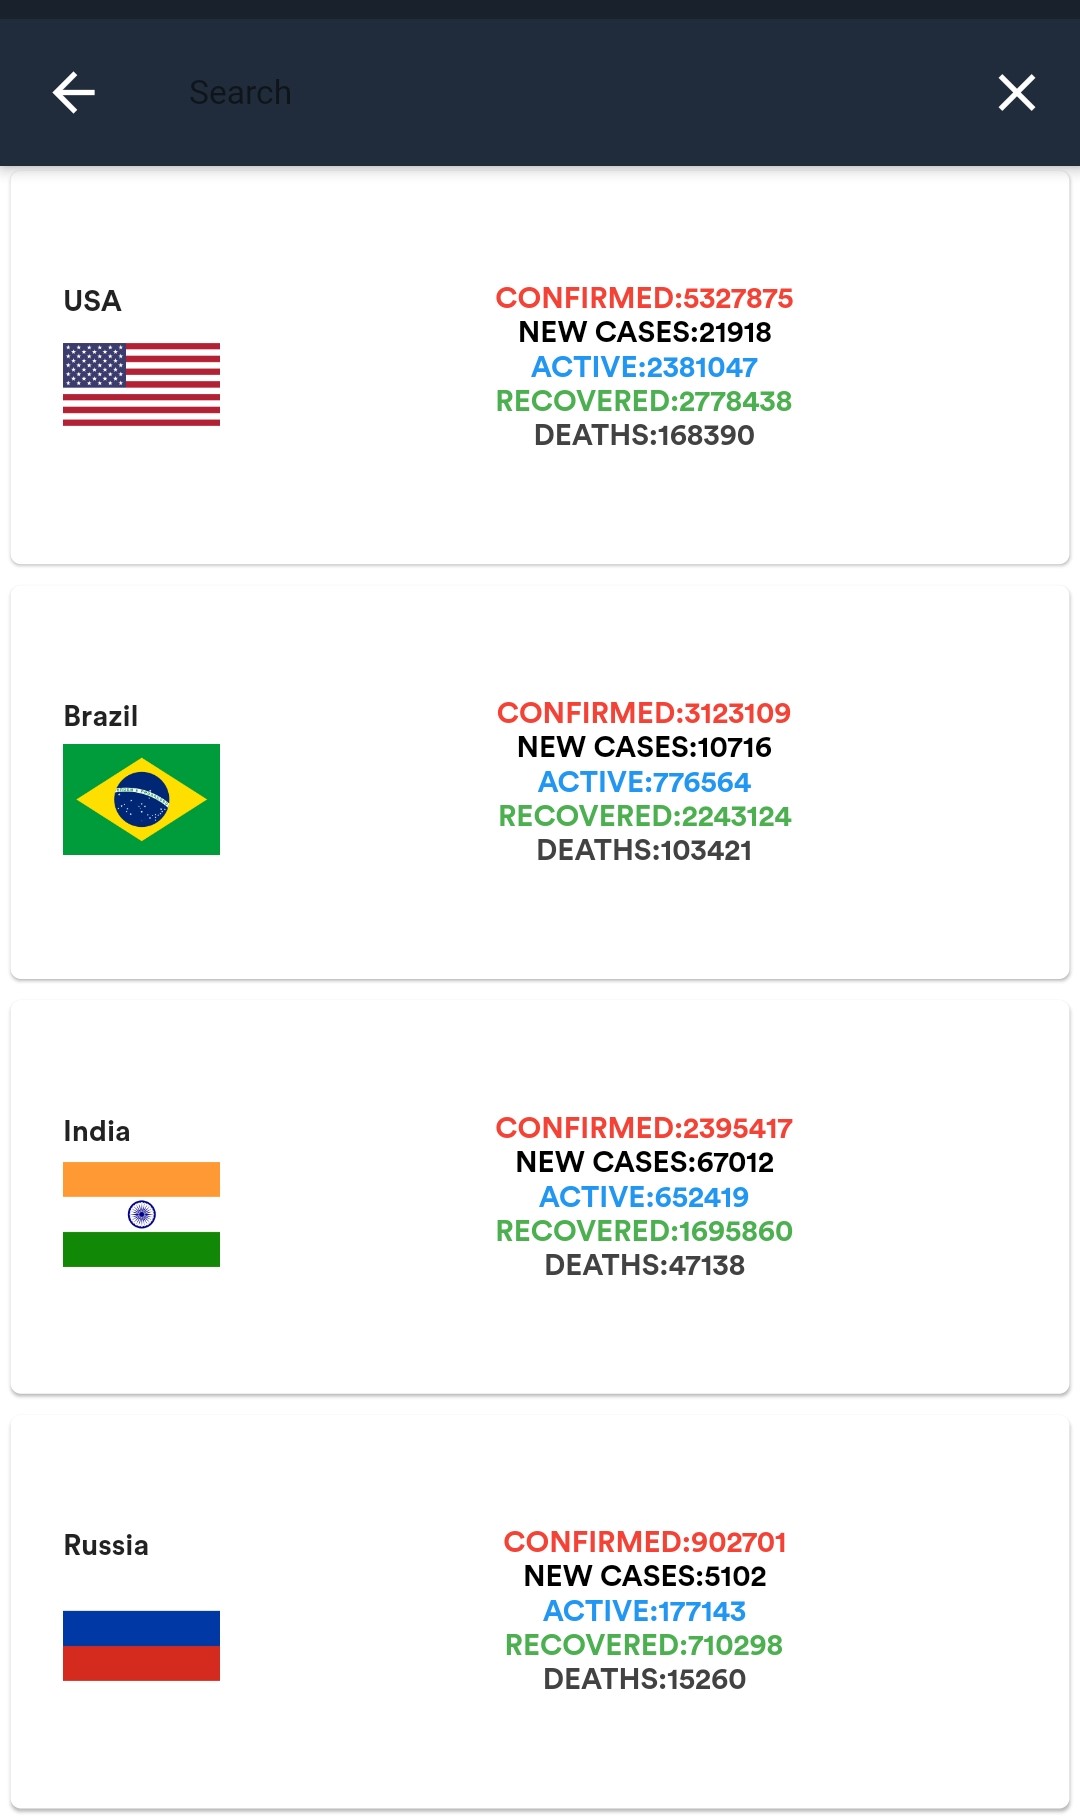 Search
USA
CONFIRMED:5327875
NEW CASES:21918
ACTIVE:2381047
RECOVERED:2778438
DEATHS:168390
Brazil
CONFIRMED:3123109
NEW CASES:10716
ACTIVE:776564
RECOVERED:2243124
DEATHS:103421
India
CONFIRMED:2395417
NEW CASES:67012
ACTIVE:652419
RECOVERED:1695860
DEATHS:47138
Russia
CONFIRMED:902701
NEW CASES:5102
ACTIVE:177143
RECOVERED:710298
DEATHS:15260